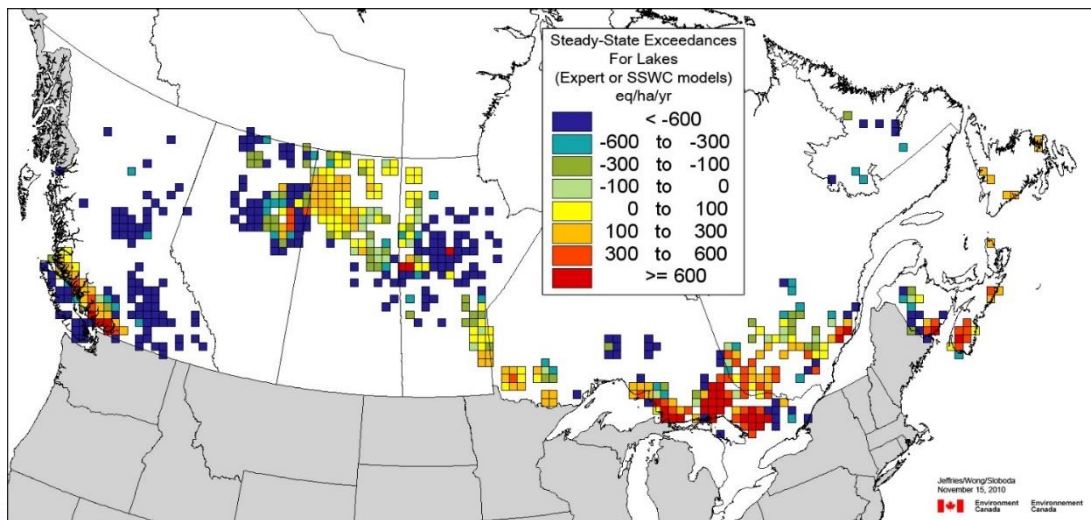 Steady-State Exceedances
For Lakes
(Expert or SSWC models)
eq/ha/yr
< -600
-600 to -300
-300 to -100
-100 to 0
0 to 100
100 to 300
300 to 600
>= 600
Jeffries/Wong/Sloboda
November 15, 2010
Environment Environnement
Canada Canada